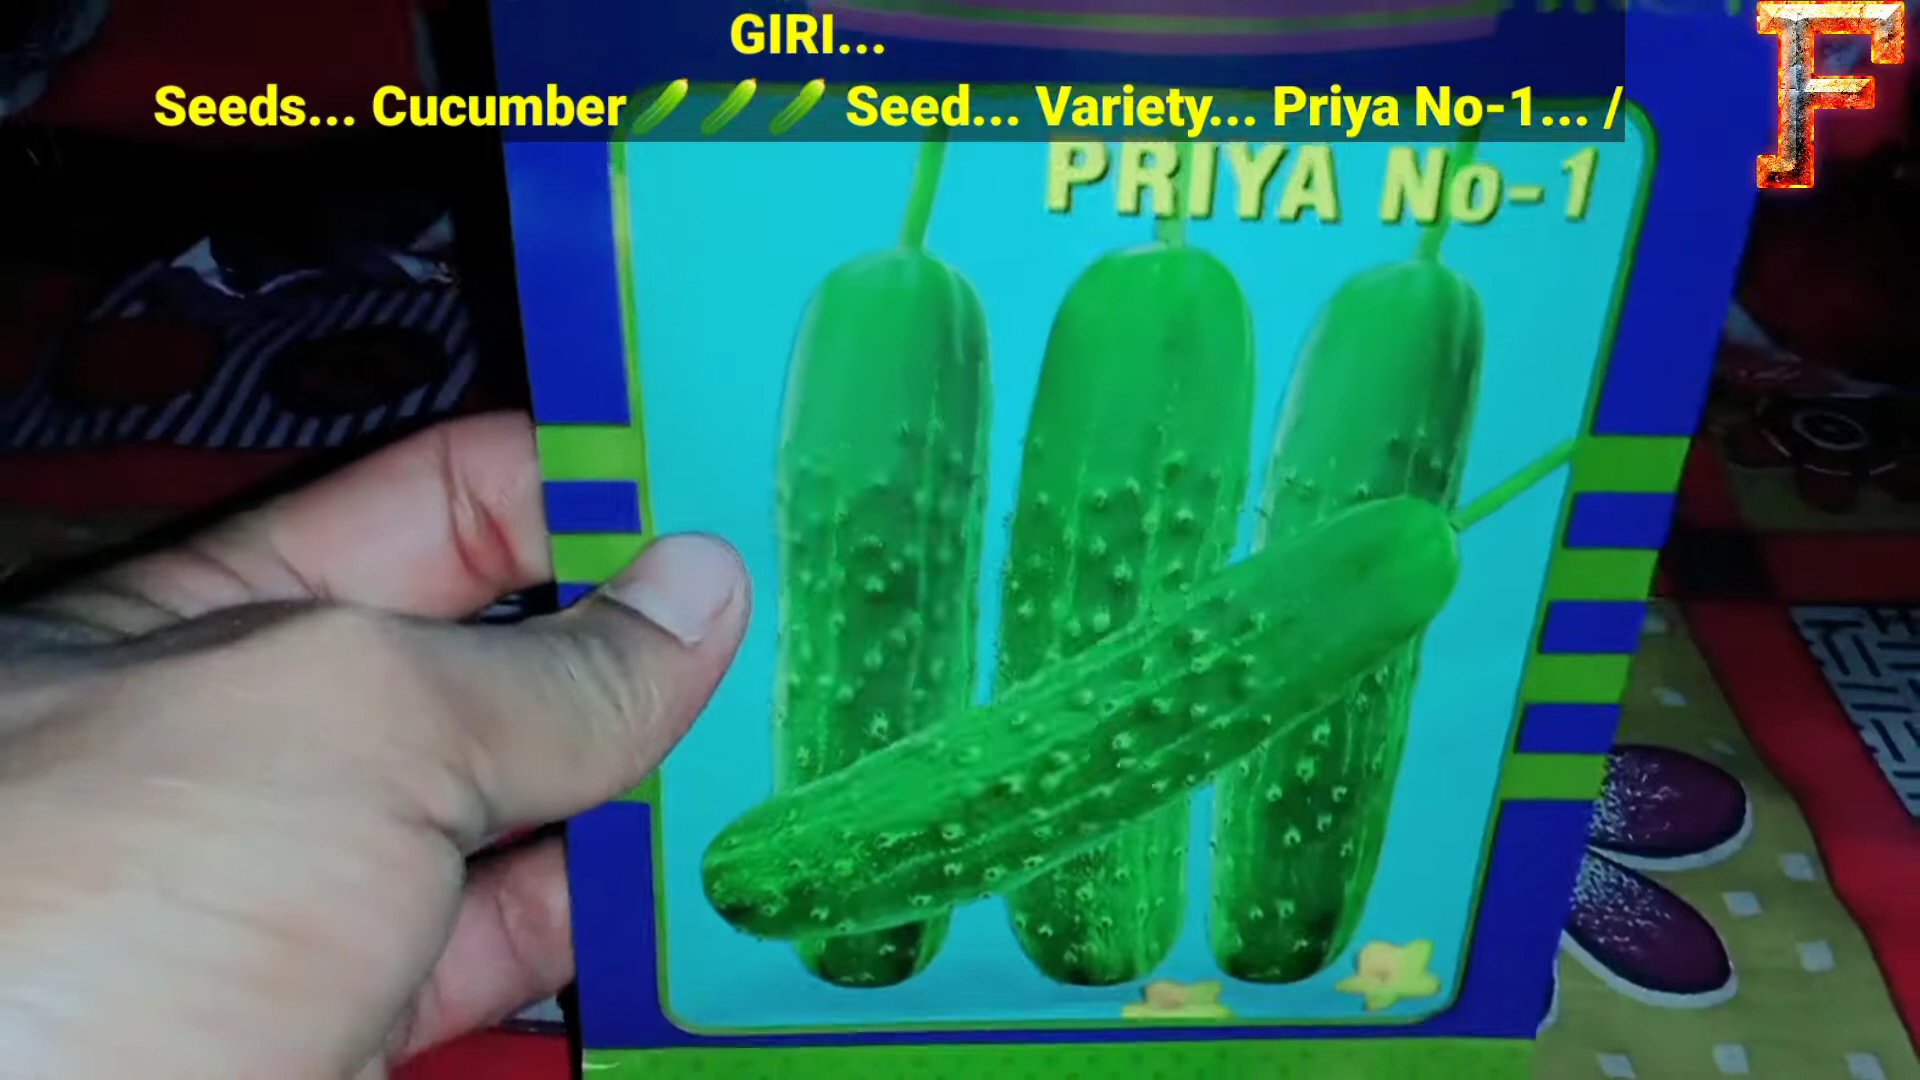 GIRI...
Seeds... Cucumber🥒🥒🥒 Seed... Variety... Priya No-1... /
F
PRIYA No-1